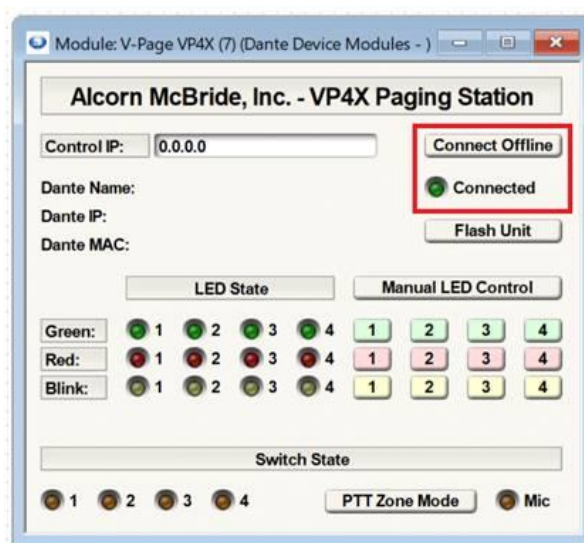 Module: V-Page VP4X (7) (Dante Device Modules - )
Alcorn McBride, Inc. - VP4X Paging Station
Control IP: 0.0.0.0 Connect Offline
Dante Name: Connected
Dante IP:
Flash Unit
Dante MAC:
LED State Manual LED Control
Green: 1 2 3 4 1 2 3 4
Red: 1 2 3 4 1 2 3 4
Blink: 1 2 3 4 1 2 3 4
Switch State
1 2 3 4 PTT Zone Mode Mic